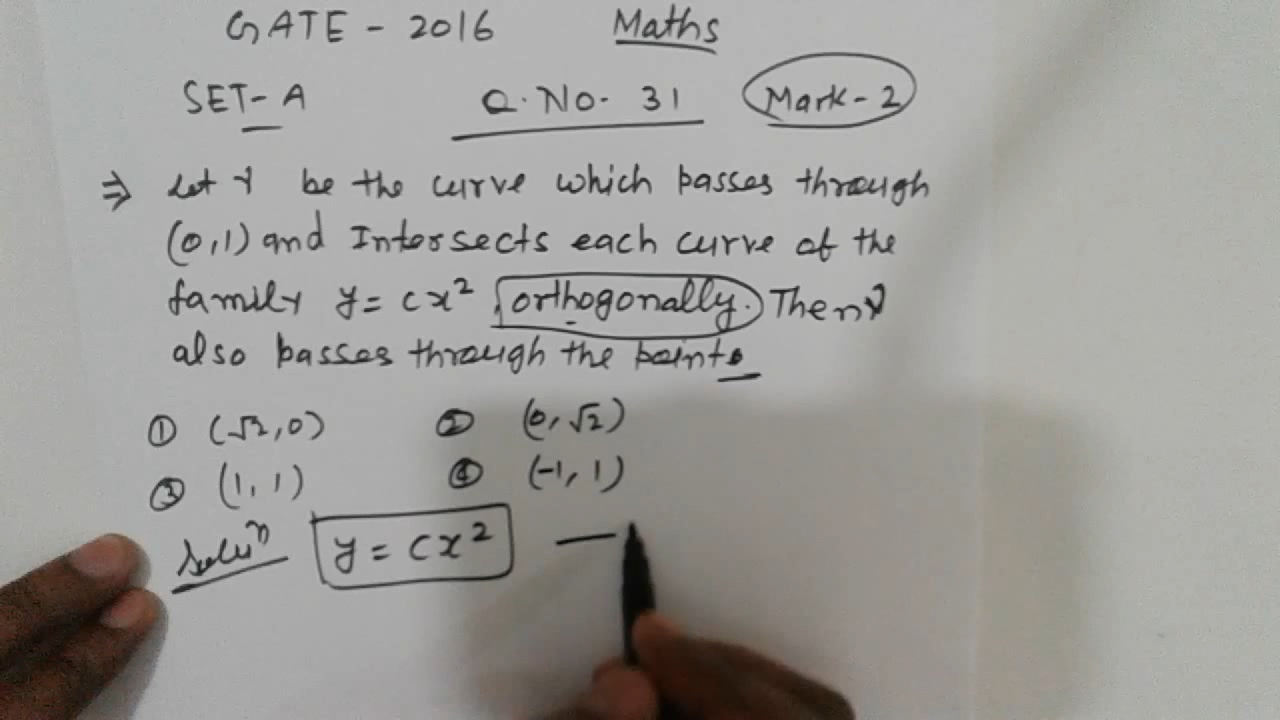 GATE - 2016 Maths
SET-A Q.No- 31 Mark-2
⇒ Let γ be the curve which passes through
(0,1) and Intersects each curve of the
family y = cx² orthogonally. Then γ
also passes through the points
① (√2,0) ② (0,√2)
③ (1,1) ④ (-1,1)
Soluⁿ y = cx² —